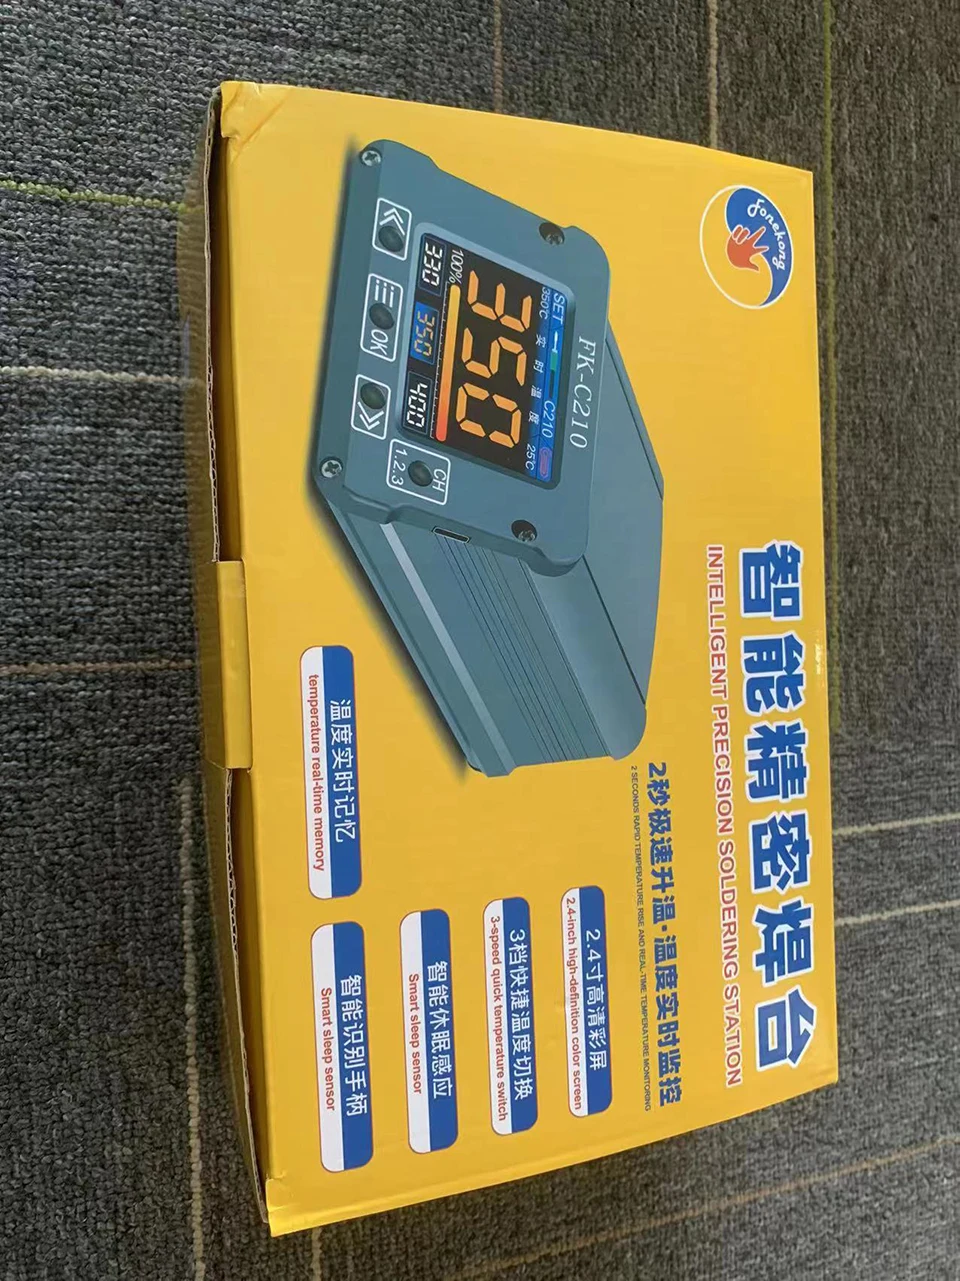 fonekong
智能精密焊台
INTELLIGENT PRECISION SOLDERING STATION
2秒极速升温·温度实时监控
2 SECONDS RAPID TEMPERATURE RISE AND REAL-TIME TEMPERATURE MONITORING
FK-C210
SET C210
350℃ 实时温度 25℃
350
100%
330 350 400
OK
CH
1.2.3
2.4寸高清彩屏
2.4-inch high-definition color screen
3档快捷温度切换
3-speed quick temperature switch
智能休眠感应
Smart sleep sensor
温度实时记忆
temperature real-time memory
智能识别手柄
Smart sleep sensor